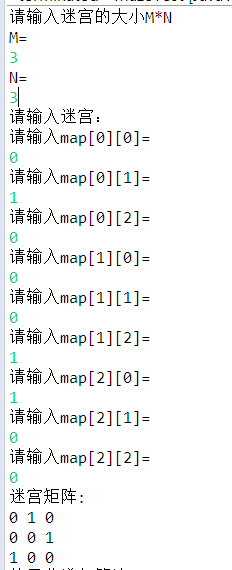 请输入迷宫的大小M*N
M=
3
N=
3
请输入迷宫:
请输入map[0][0]=
0
请输入map[0][1]=
1
请输入map[0][2]=
0
请输入map[1][0]=
0
请输入map[1][1]=
0
请输入map[1][2]=
1
请输入map[2][0]=
1
请输入map[2][1]=
0
请输入map[2][2]=
0
迷宫矩阵:
0 1 0
0 0 1
1 0 0